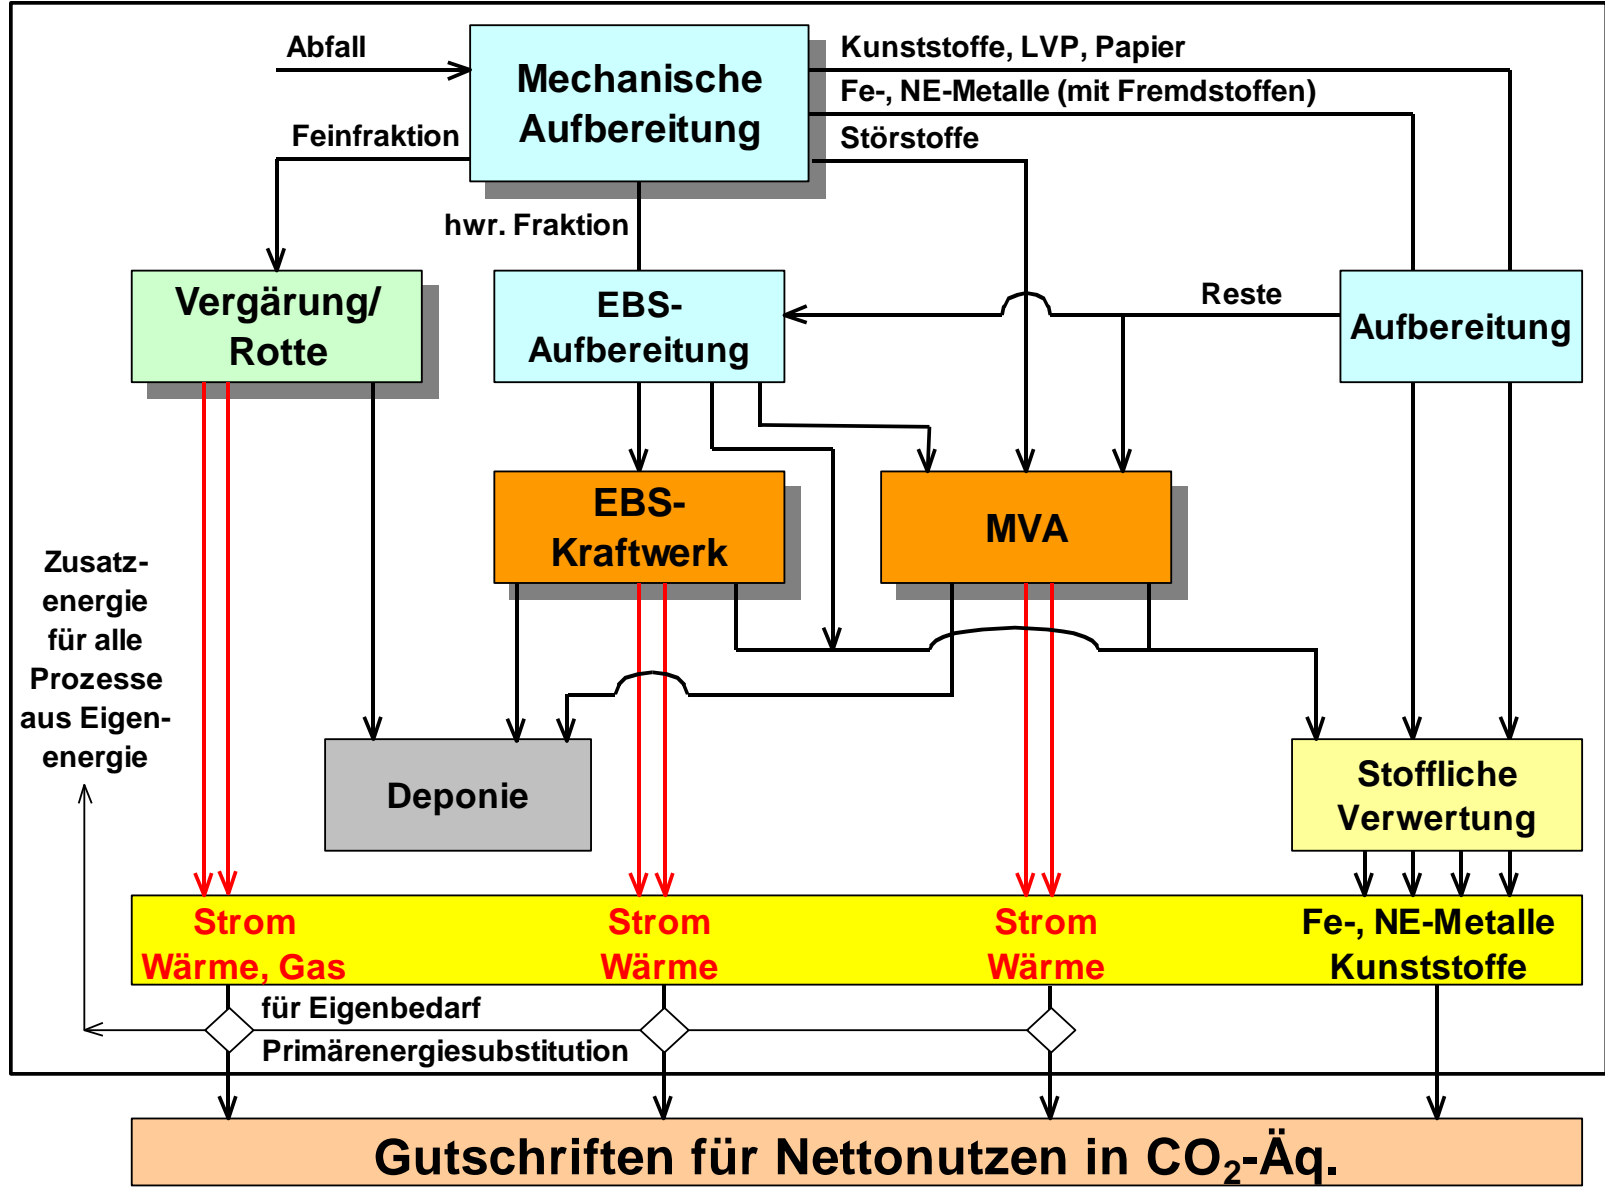 Abfall
Mechanische
Aufbereitung
Kunststoffe, LVP, Papier
Fe-, NE-Metalle (mit Fremdstoffen)
Störstoffe
Feinfraktion
hwr. Fraktion
Vergärung/
Rotte
EBS-
Aufbereitung
Reste
Aufbereitung
EBS-
Kraftwerk
MVA
Zusatz-
energie
für alle
Prozesse
aus Eigen-
energie
Deponie
Stoffliche
Verwertung
Strom
Wärme, Gas
Strom
Wärme
Strom
Wärme
Fe-, NE-Metalle
Kunststoffe
für Eigenbedarf
Primärenergiesubstitution
Gutschriften für Nettonutzen in CO₂-Äq.